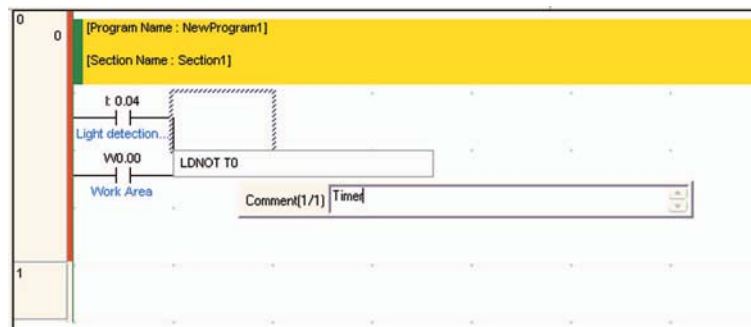 0
0
[Program Name : NewProgram1]
[Section Name : Section1]
I: 0.04
Light detection...
W0.00
LDNOT T0
Work Area
Comment(1/1) Timer
1